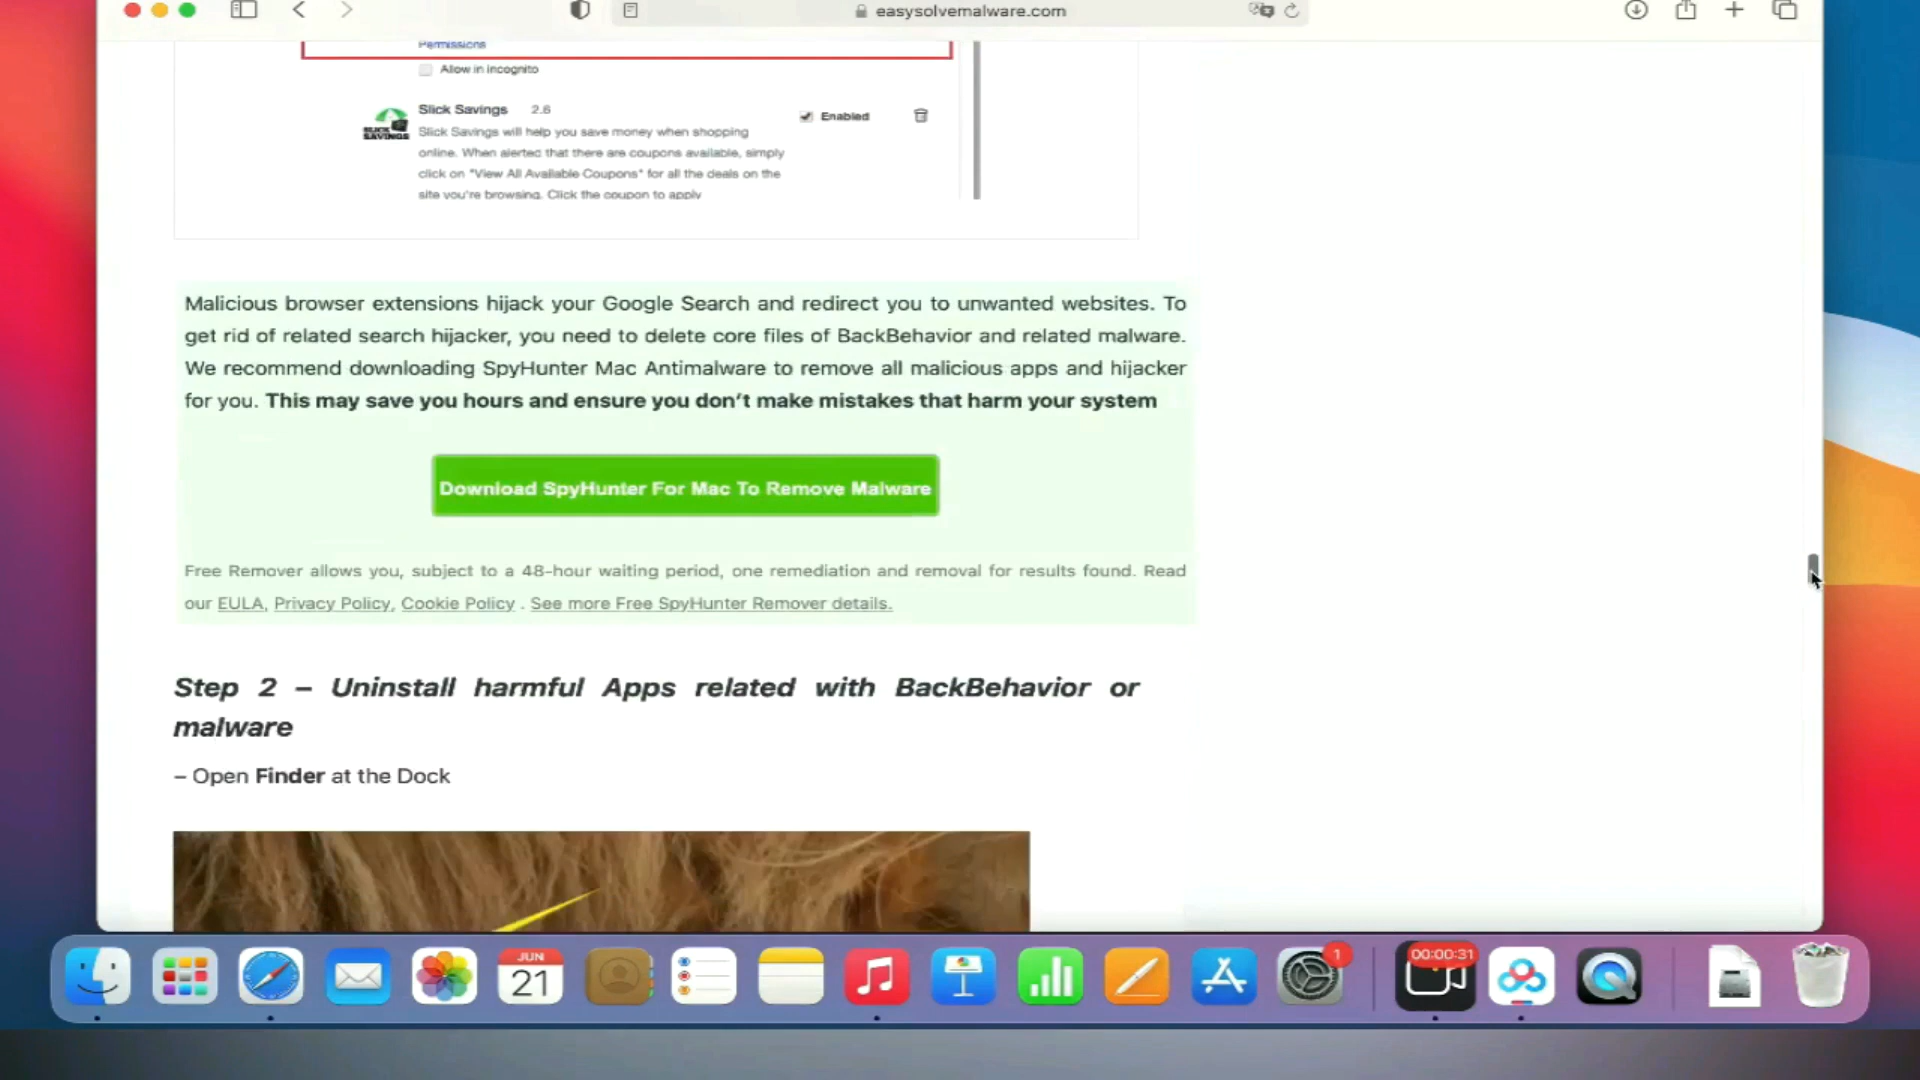 easysolvemalware.com
Permissions
Allow in incognito
Slick Savings 2.6
Enabled
SLICK
SAVINGS
Slick Savings will help you save money when shopping
online. When alerted that there are coupons available, simply
click on "View All Available Coupons" for all the deals on the
site you're browsing. Click the coupon to apply
Malicious browser extensions hijack your Google Search and redirect you to unwanted websites. To
get rid of related search hijacker, you need to delete core files of BackBehavior and related malware.
We recommend downloading SpyHunter Mac Antimalware to remove all malicious apps and hijacker
for you. This may save you hours and ensure you don't make mistakes that harm your system
Download SpyHunter For Mac To Remove Malware
Free Remover allows you, subject to a 48-hour waiting period, one remediation and removal for results found. Read
our EULA, Privacy Policy, Cookie Policy . See more Free SpyHunter Remover details.
Step 2 – Uninstall harmful Apps related with BackBehavior or
malware
– Open Finder at the Dock
JUN
21
1
00:00:31